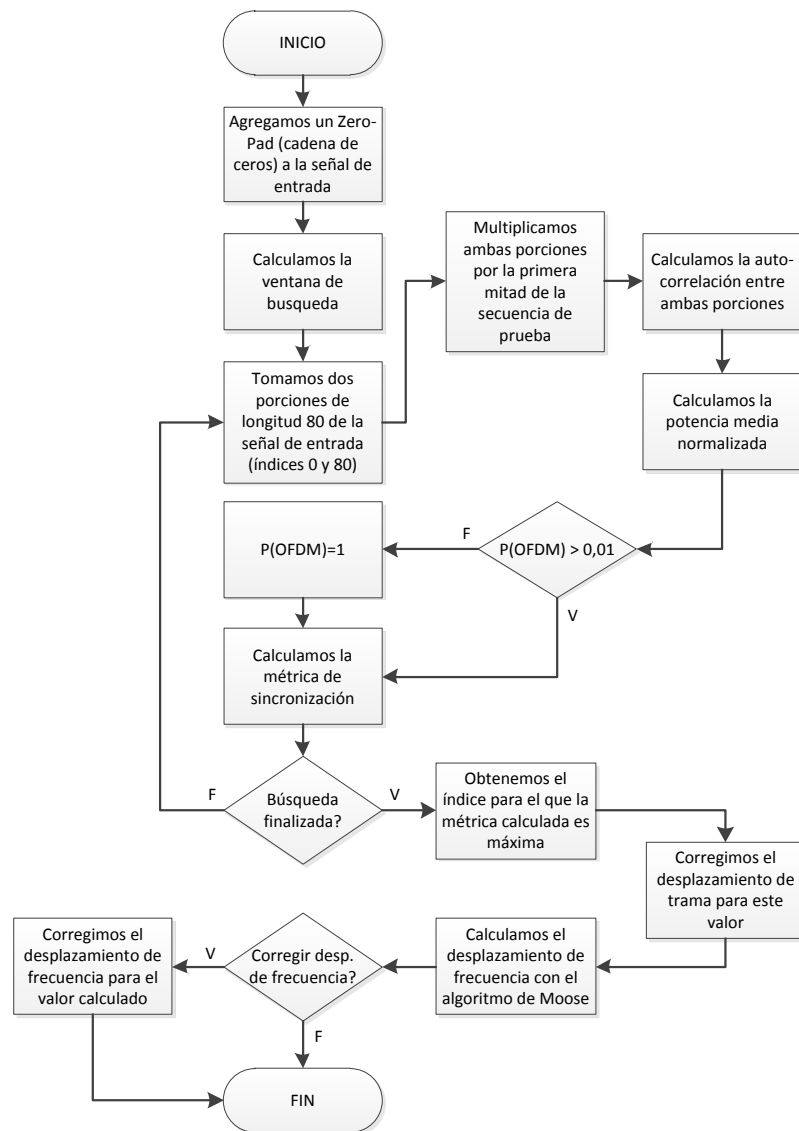 INICIO
Agregamos un Zero-
Pad (cadena de
ceros) a la señal de
entrada
Calculamos la
ventana de
busqueda
Tomamos dos
porciones de
longitud 80 de la
señal de entrada
(índices 0 y 80)
Multiplicamos
ambas porciones
por la primera
mitad de la
secuencia de
prueba
Calculamos la auto-
correlación entre
ambas porciones
Calculamos la
potencia media
normalizada
P(OFDM) > 0,01
F
V
P(OFDM)=1
Calculamos la
métrica de
sincronización
Búsqueda
finalizada?
F
V
Obtenemos el
índice para el que la
métrica calculada es
máxima
Corregimos el
desplazamiento de
trama para este
valor
Calculamos el
desplazamiento de
frecuencia con el
algoritmo de Moose
Corregir desp.
de frecuencia?
V
F
Corregimos el
desplazamiento de
frecuencia para el
valor calculado
FIN